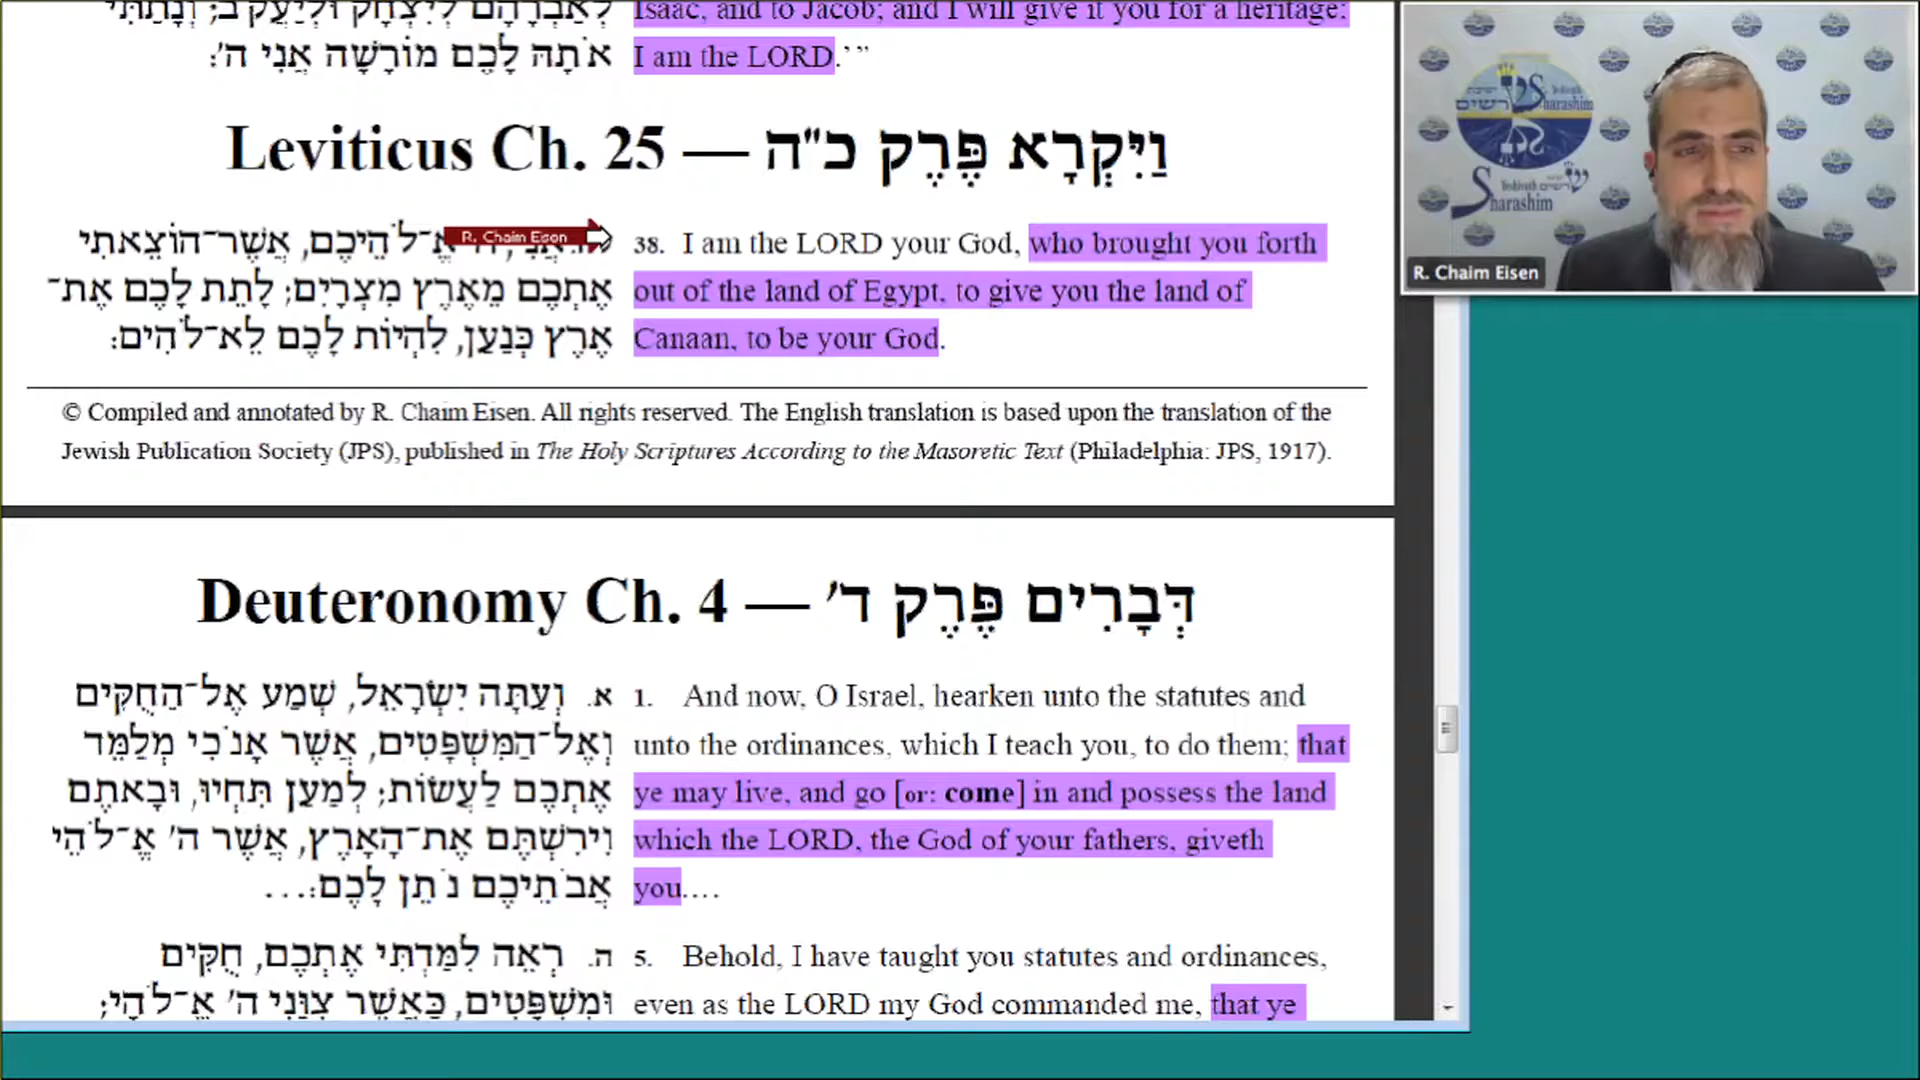 לְאַבְרָהָם לְיִצְחָק וּלְיַעֲקֹב; וְנָתַתִּי
אֹתָהּ לָכֶם מוֹרָשָׁה אֲנִי ה':
Isaac, and to Jacob; and I will give it you for a heritage:
I am the LORD.’ ”
Leviticus Ch. 25 — וַיִּקְרָא פֶּרֶק כ"ה
R. Chaim Eisen
אֱ־לֹהֵיכֶם, אֲשֶׁר־הוֹצֵאתִי
אֶתְכֶם מֵאֶרֶץ מִצְרָיִם; לָתֵת לָכֶם אֶת־
אֶרֶץ כְּנַעַן, לִהְיוֹת לָכֶם לֵא־לֹהִים:
38. I am the LORD your God, who brought you forth
out of the land of Egypt, to give you the land of
Canaan, to be your God.
© Compiled and annotated by R. Chaim Eisen. All rights reserved. The English translation is based upon the translation of the
Jewish Publication Society (JPS), published in The Holy Scriptures According to the Masoretic Text (Philadelphia: JPS, 1917).
Deuteronomy Ch. 4 — דְּבָרִים פֶּרֶק ד'
א. וְעַתָּה יִשְׂרָאֵל, שְׁמַע אֶל־הַחֻקִּים
וְאֶל־הַמִּשְׁפָּטִים, אֲשֶׁר אָנֹכִי מְלַמֵּד
אֶתְכֶם לַעֲשׂוֹת; לְמַעַן תִּחְיוּ, וּבָאתֶם
וִירִשְׁתֶּם אֶת־הָאָרֶץ, אֲשֶׁר ה' אֱ־לֹהֵי
אֲבֹתֵיכֶם נֹתֵן לָכֶם:...
1. And now, O Israel, hearken unto the statutes and
unto the ordinances, which I teach you, to do them; that
ye may live, and go [or: come] in and possess the land
which the LORD, the God of your fathers, giveth
you....
ה. רְאֵה לִמַּדְתִּי אֶתְכֶם, חֻקִּים
וּמִשְׁפָּטִים, כַּאֲשֶׁר צִוַּנִי ה' אֱ־לֹהָי;
5. Behold, I have taught you statutes and ordinances,
even as the LORD my God commanded me, that ye
ישיבת
שרשים
Yeshivath
Sharashim
Yeshivath שרשים
Sharashim
R. Chaim Eisen